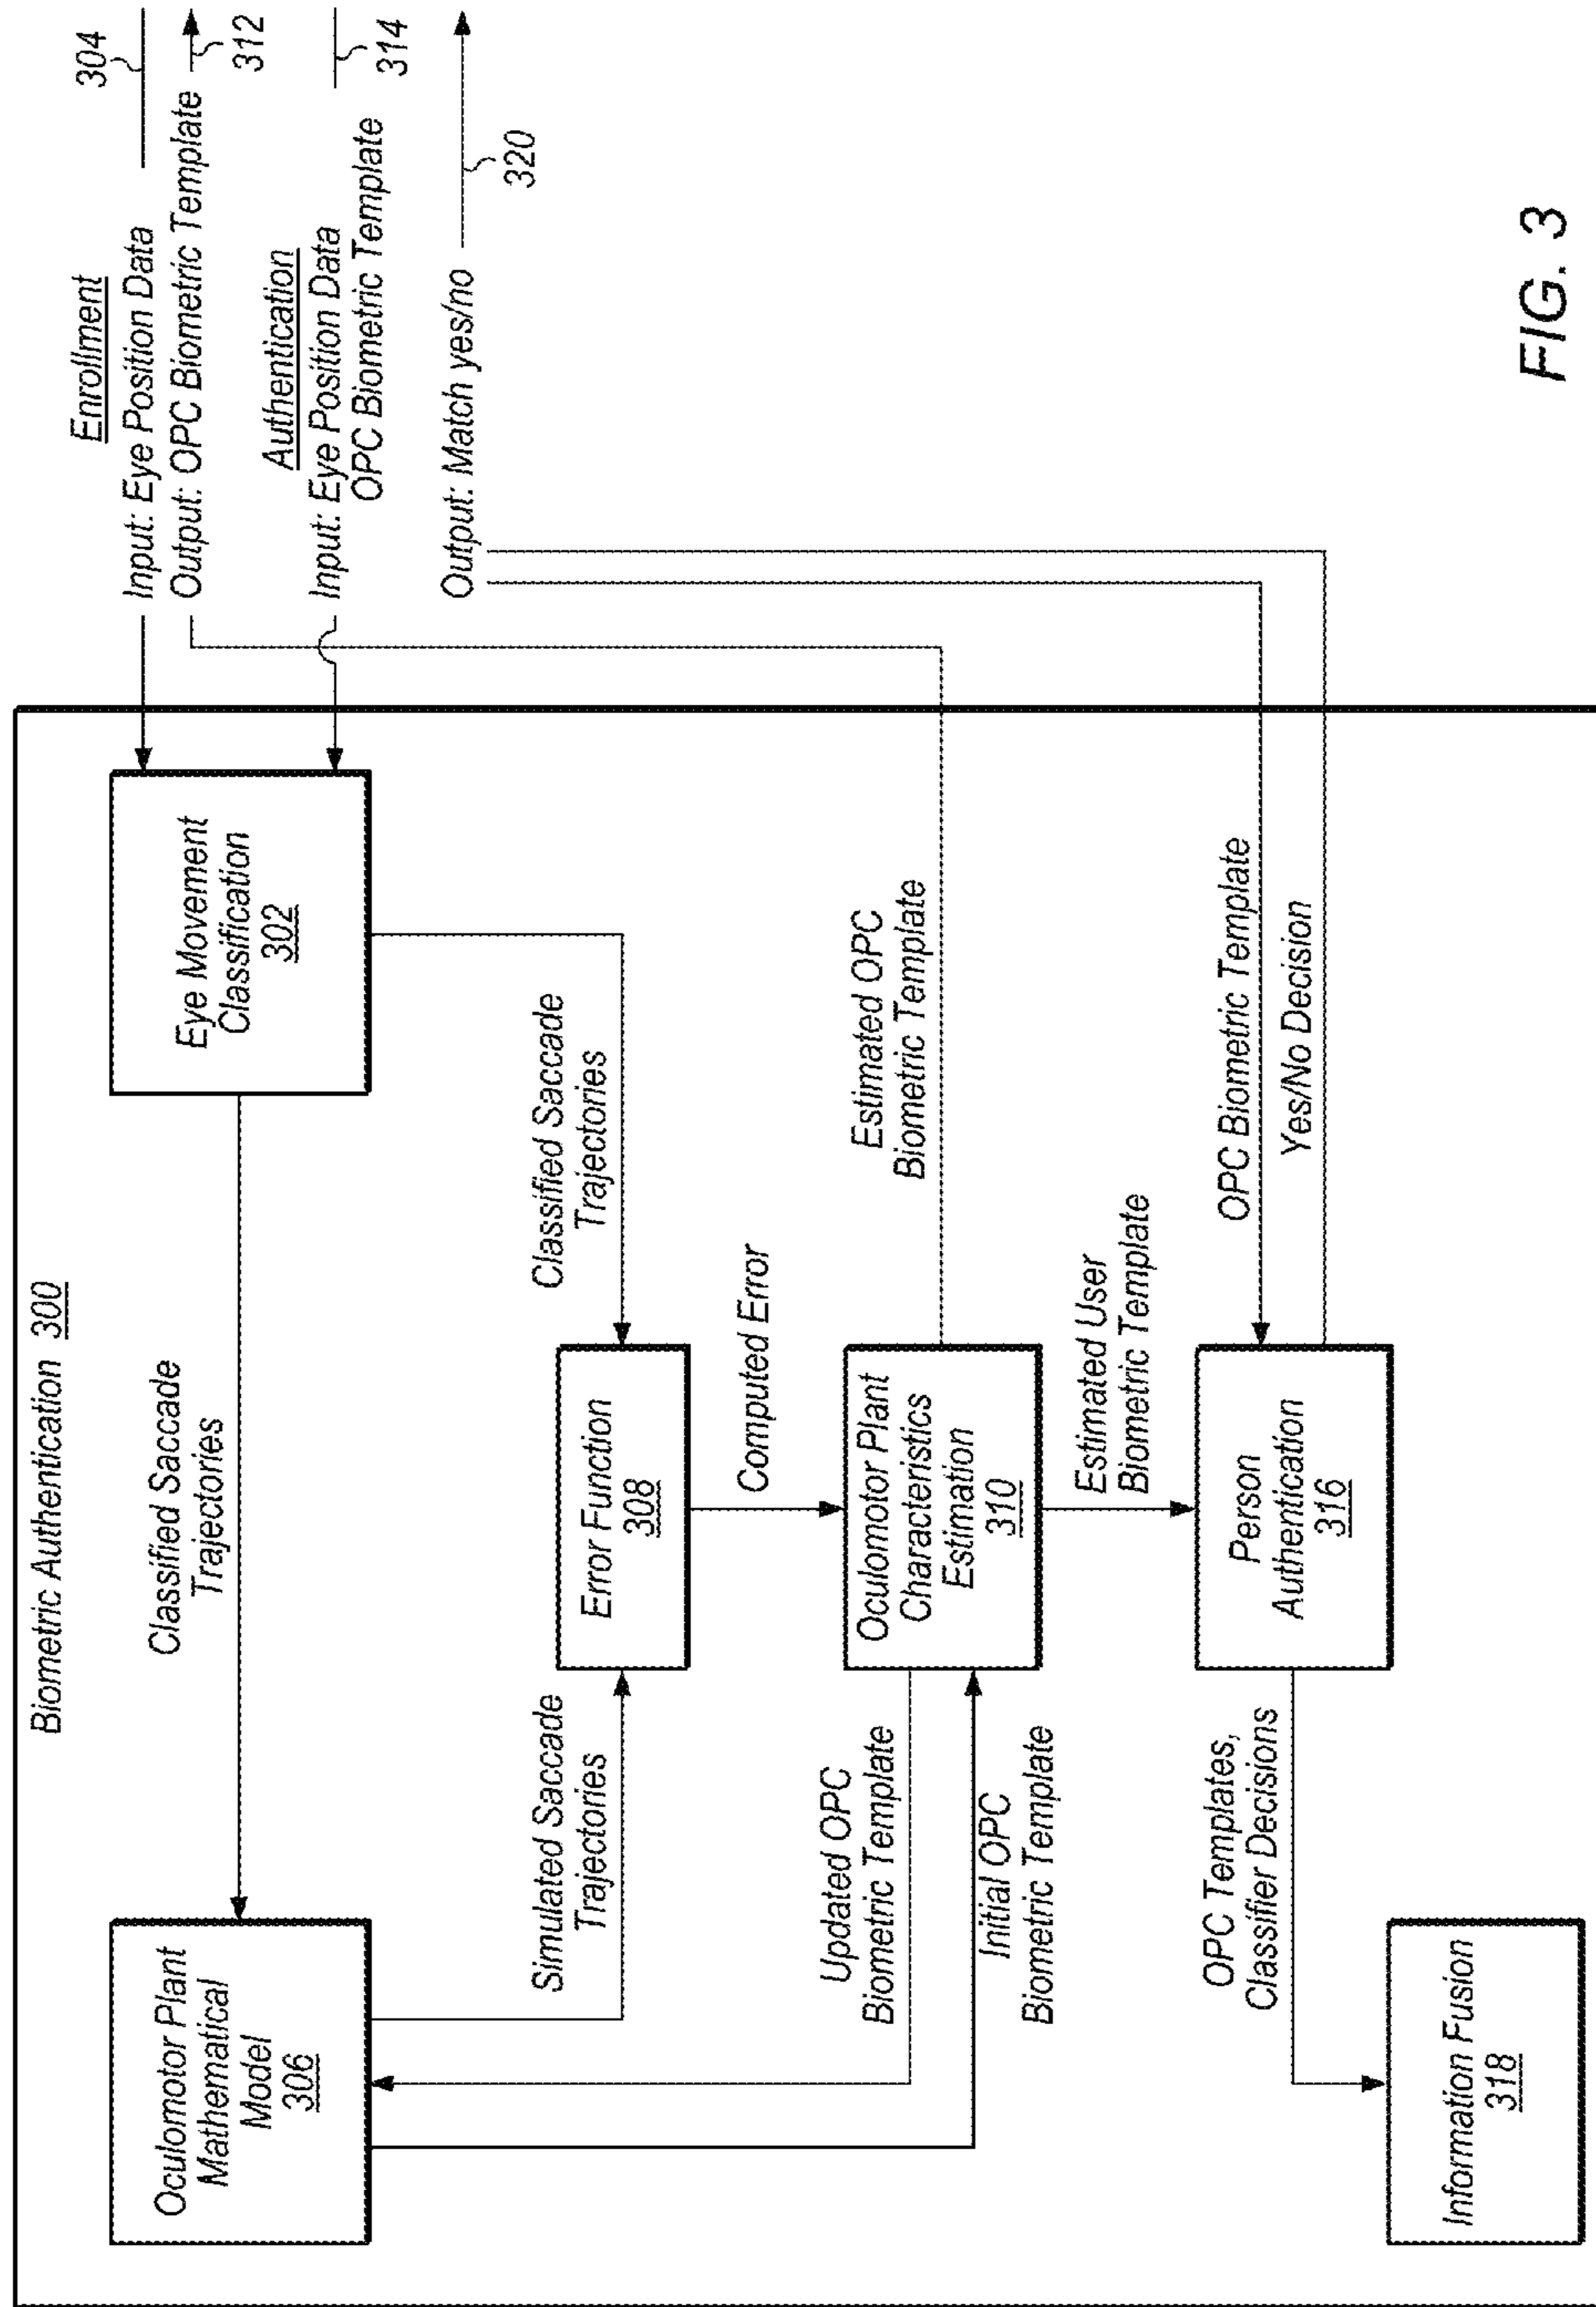 Biometric Authentication 300
Oculomotor Plant
Mathematical
Model
306
Classified Saccade
Trajectories
Eye Movement
Classification
302
Enrollment
Input: Eye Position Data
304
Output: OPC Biometric Template
312
Authentication
Input: Eye Position Data
OPC Biometric Template
314
Output: Match yes/no
320
Simulated Saccade
Trajectories
Error Function
308
Classified Saccade
Trajectories
Computed Error
Updated OPC
Biometric Template
Initial OPC
Biometric Template
Oculomotor Plant
Characteristics
Estimation
310
Estimated OPC
Biometric Template
Estimated User
Biometric Template
OPC Templates,
Classifier Decisions
Person
Authentication
316
OPC Biometric Template
Yes/No Decision
Information Fusion
318
FIG. 3